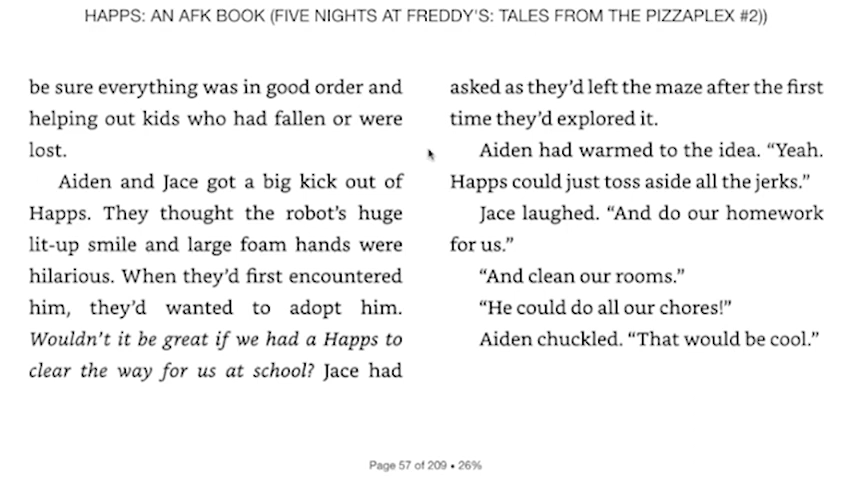 HAPPS: AN AFK BOOK (FIVE NIGHTS AT FREDDY'S: TALES FROM THE PIZZAPLEX #2))
be sure everything was in good order and
helping out kids who had fallen or were
lost.
Aiden and Jace got a big kick out of
Happs. They thought the robot's huge
lit-up smile and large foam hands were
hilarious. When they'd first encountered
him, they'd wanted to adopt him.
Wouldn't it be great if we had a Happs to
clear the way for us at school? Jace had
asked as they'd left the maze after the first
time they'd explored it.
Aiden had warmed to the idea. “Yeah.
Happs could just toss aside all the jerks.”
Jace laughed. “And do our homework
for us.”
“And clean our rooms.”
“He could do all our chores!”
Aiden chuckled. “That would be cool.”
Page 57 of 209 • 26%